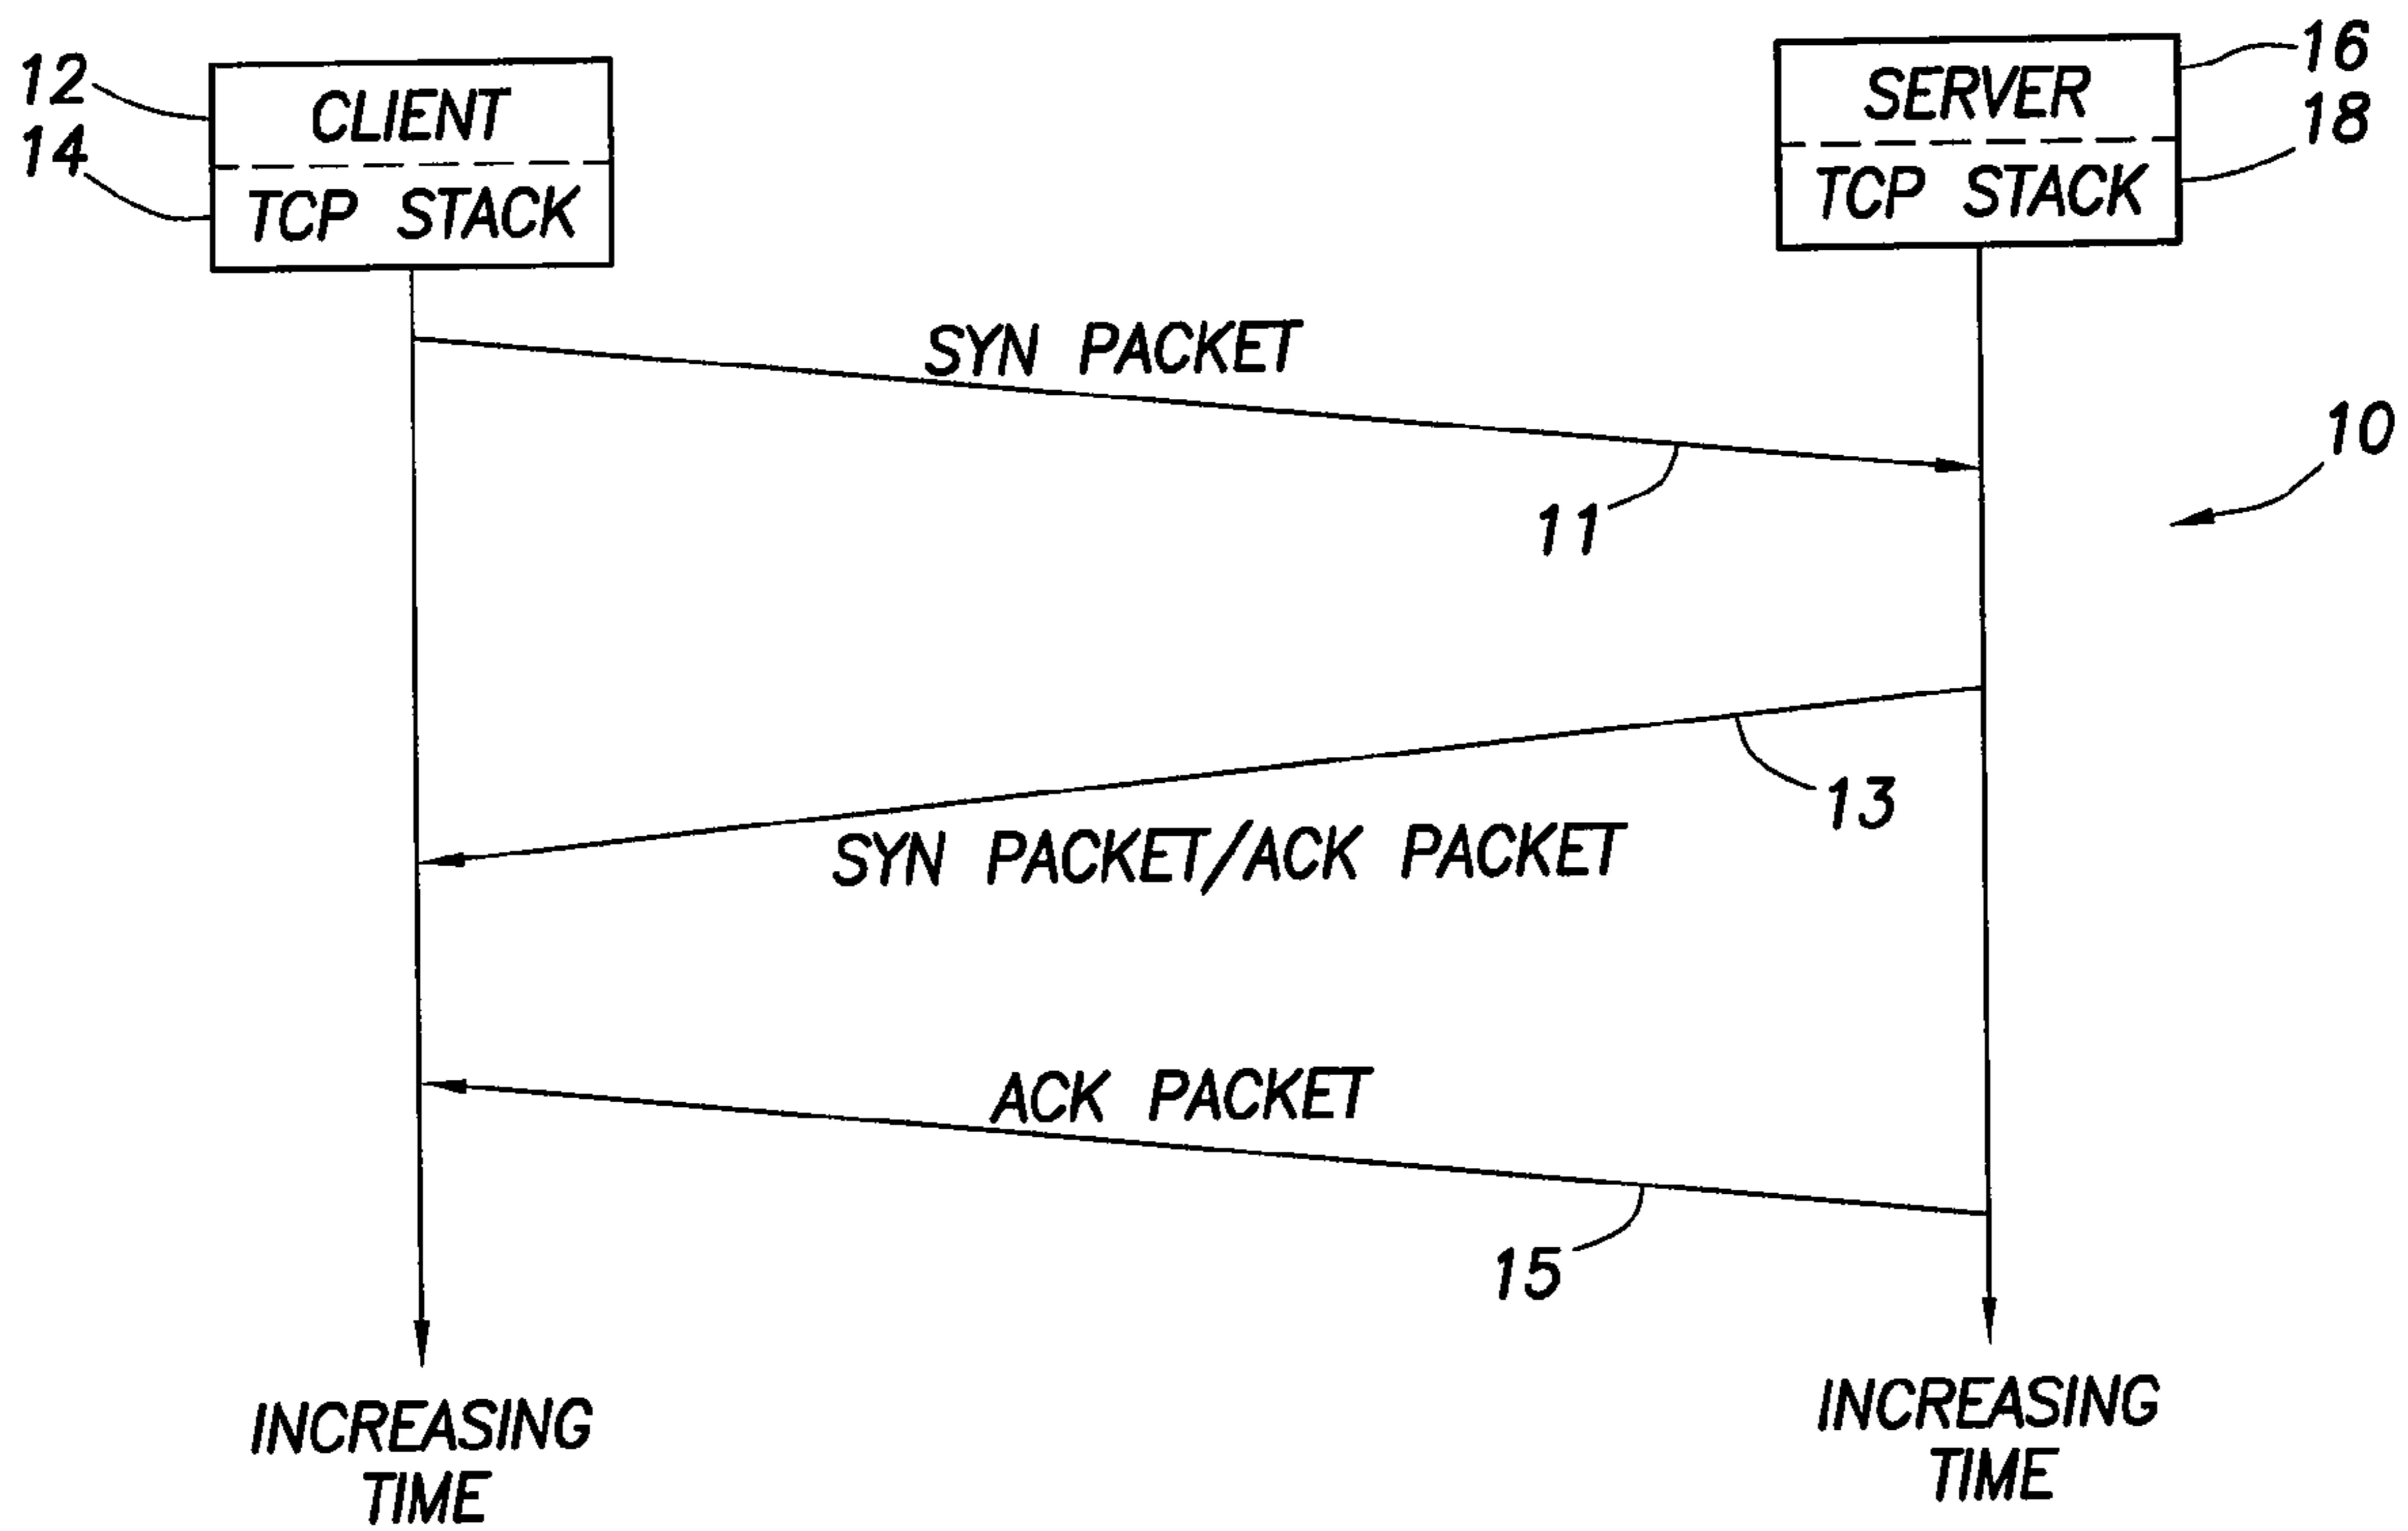 12
CLIENT
14
TCP STACK
SERVER
16
TCP STACK
18
SYN PACKET
10
11
13
SYN PACKET/ACK PACKET
ACK PACKET
15
INCREASING
TIME
INCREASING
TIME